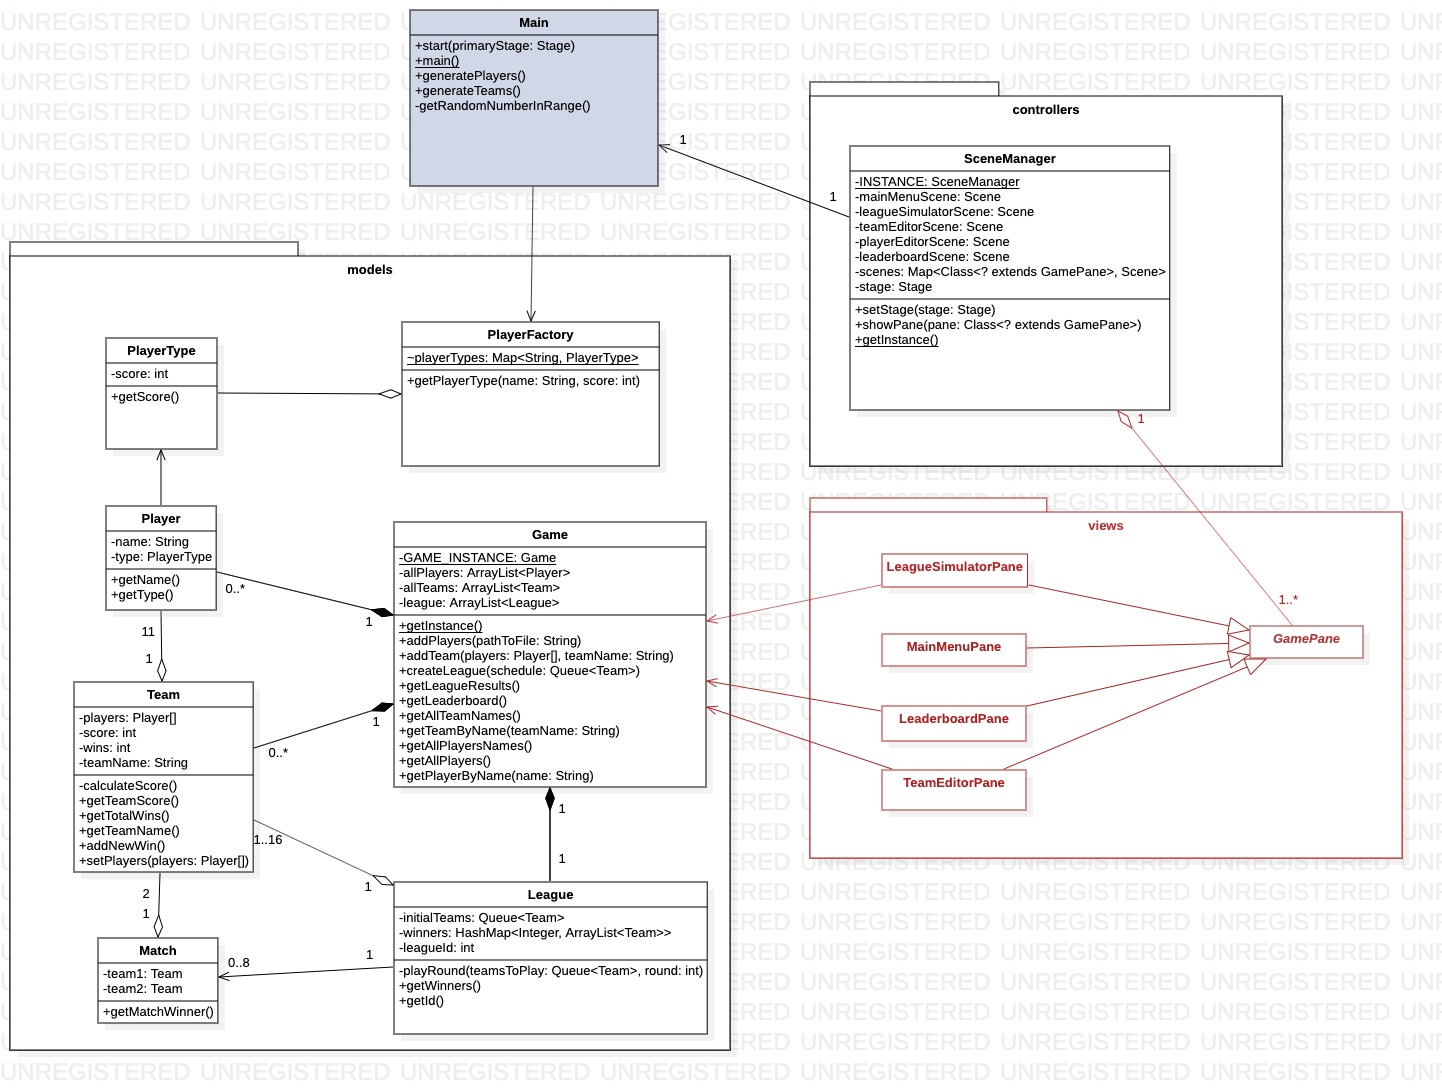 Main
+start(primaryStage: Stage)
+main()
+generatePlayers()
+generateTeams()
-getRandomNumberInRange()
controllers
SceneManager
-INSTANCE: SceneManager
-mainMenuScene: Scene
-leagueSimulatorScene: Scene
-teamEditorScene: Scene
-playerEditorScene: Scene
-leaderboardScene: Scene
-scenes: Map<Class<? extends GamePane>, Scene>
-stage: Stage
+setStage(stage: Stage)
+showPane(pane: Class<? extends GamePane>)
+getInstance()
1
1
1
models
PlayerType
-score: int
+getScore()
PlayerFactory
~playerTypes: Map<String, PlayerType>
+getPlayerType(name: String, score: int)
Player
-name: String
-type: PlayerType
+getName()
+getType()
0..*
1
11
1
Game
-GAME_INSTANCE: Game
-allPlayers: ArrayList<Player>
-allTeams: ArrayList<Team>
-league: ArrayList<League>
+getInstance()
+addPlayers(pathToFile: String)
+addTeam(players: Player[], teamName: String)
+createLeague(schedule: Queue<Team>)
+getLeagueResults()
+getLeaderboard()
+getAllTeamNames()
+getTeamByName(teamName: String)
+getAllPlayersNames()
+getAllPlayers()
+getPlayerByName(name: String)
Team
-players: Player[]
-score: int
-wins: int
-teamName: String
-calculateScore()
+getTeamScore()
+getTotalWins()
+getTeamName()
+addNewWin()
+setPlayers(players: Player[])
1
0..*
1
1
1..16
1
2
1
Match
-team1: Team
-team2: Team
+getMatchWinner()
0..8
1
League
-initialTeams: Queue<Team>
-winners: HashMap<Integer, ArrayList<Team>>
-leagueId: int
-playRound(teamsToPlay: Queue<Team>, round: int)
+getWinners()
+getId()
views
LeagueSimulatorPane
MainMenuPane
LeaderboardPane
TeamEditorPane
1..*
GamePane
UNREGISTERED